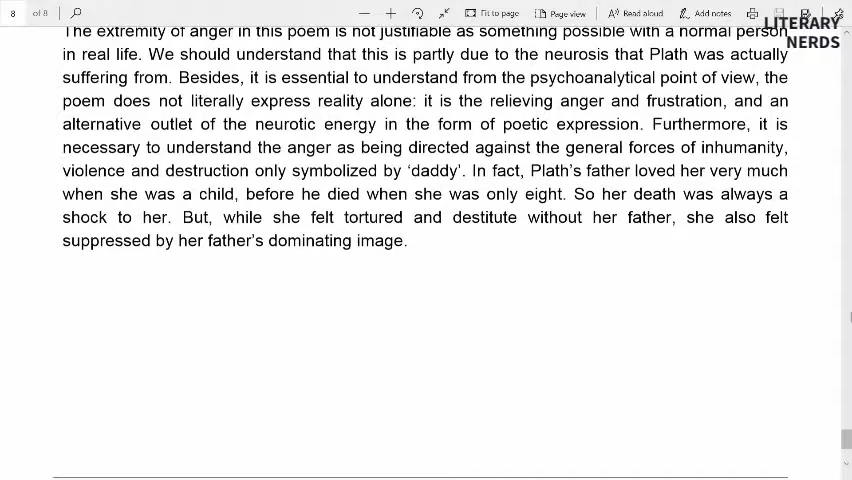 8 of 8 Fit to page Page view Read aloud Add notes
LITERARY
NERDS
The extremity of anger in this poem is not justifiable as something possible with a normal person
in real life. We should understand that this is partly due to the neurosis that Plath was actually
suffering from. Besides, it is essential to understand from the psychoanalytical point of view, the
poem does not literally express reality alone: it is the relieving anger and frustration, and an
alternative outlet of the neurotic energy in the form of poetic expression. Furthermore, it is
necessary to understand the anger as being directed against the general forces of inhumanity,
violence and destruction only symbolized by ‘daddy’. In fact, Plath’s father loved her very much
when she was a child, before he died when she was only eight. So her death was always a
shock to her. But, while she felt tortured and destitute without her father, she also felt
suppressed by her father’s dominating image.